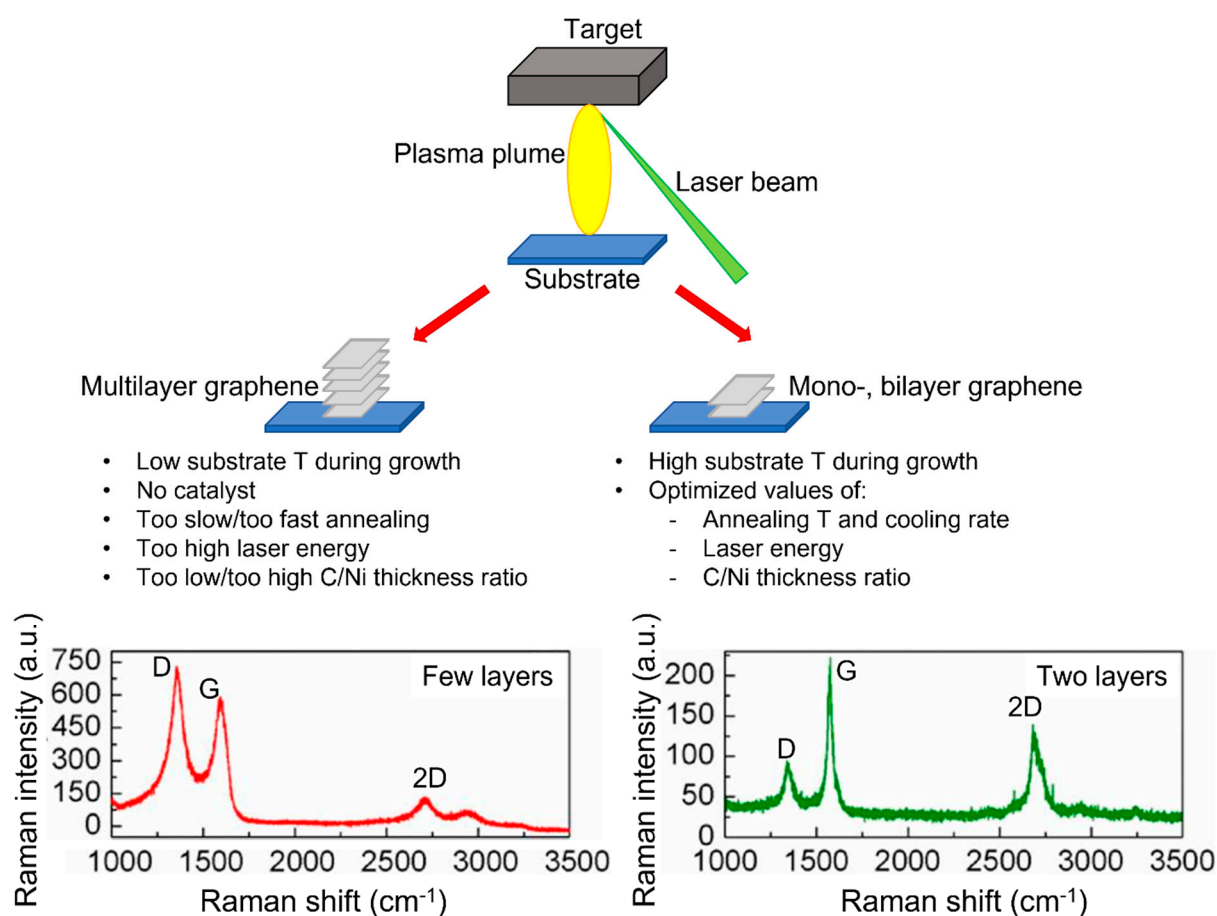 Target
Plasma plume
Laser beam
Substrate
Multilayer graphene
Mono-, bilayer graphene
• Low substrate T during growth
• No catalyst
• Too slow/too fast annealing
• Too high laser energy
• Too low/too high C/Ni thickness ratio
• High substrate T during growth
• Optimized values of:
- Annealing T and cooling rate
- Laser energy
- C/Ni thickness ratio
Raman intensity (a.u.)
750
600
450
300
150
0
D
G
2D
Few layers
1000 1500 2000 2500 3000 3500
Raman shift (cm-1)
Raman intensity (a.u.)
200
150
100
50
0
D
G
2D
Two layers
1000 1500 2000 2500 3000 3500
Raman shift (cm-1)